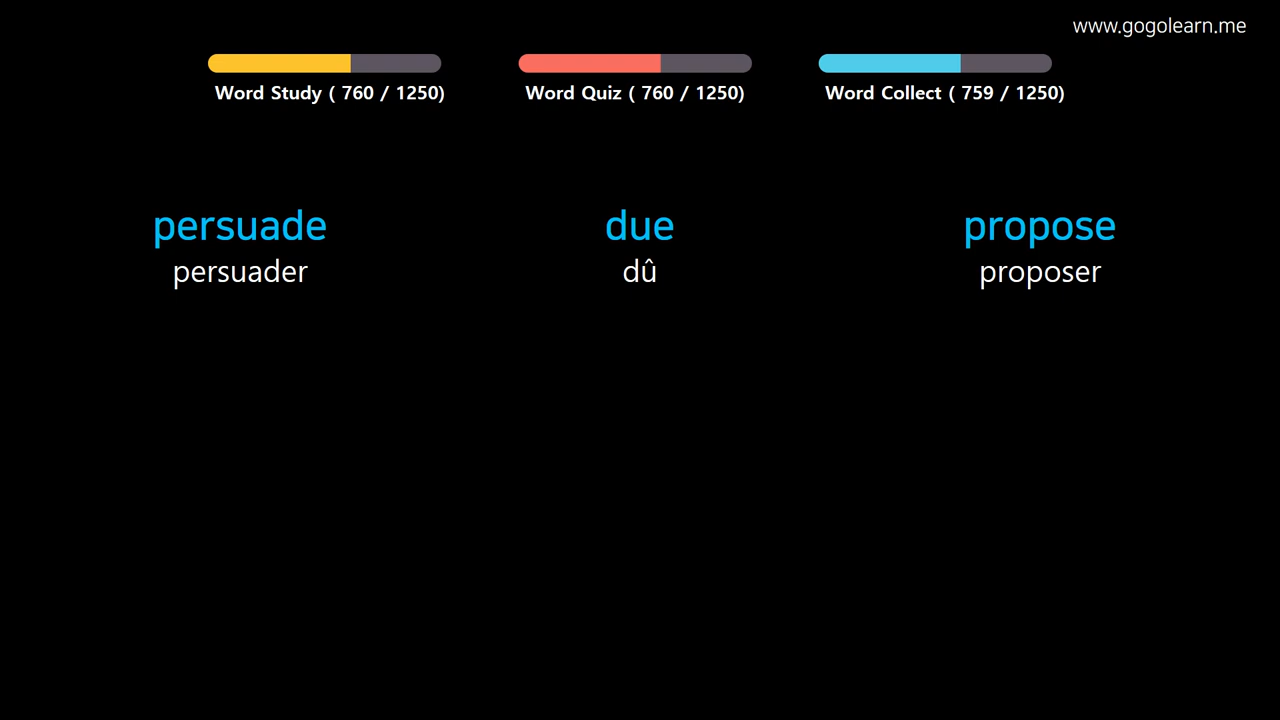 www.gogolearn.me
Word Study ( 760 / 1250)
Word Quiz ( 760 / 1250)
Word Collect ( 759 / 1250)
persuade
persuader
due
dû
propose
proposer